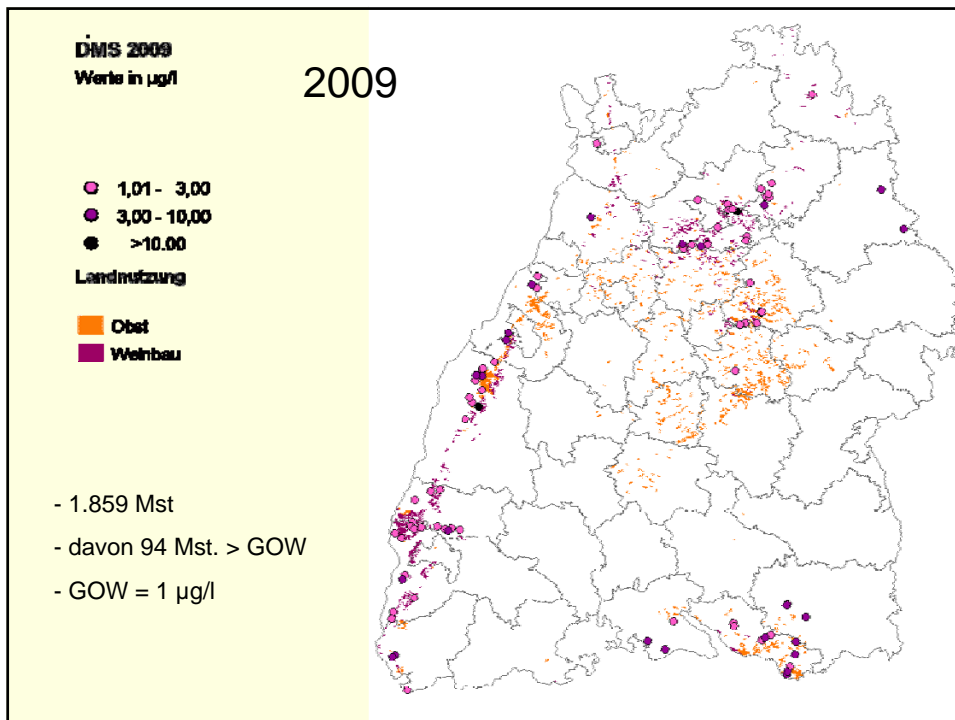 DMS 2009
Werte in µg/l
2009
1,01 - 3,00
3,00 - 10,00
>10.00
Landnutzung
Obst
Weinbau
- 1.859 Mst
- davon 94 Mst. > GOW
- GOW = 1 µg/l